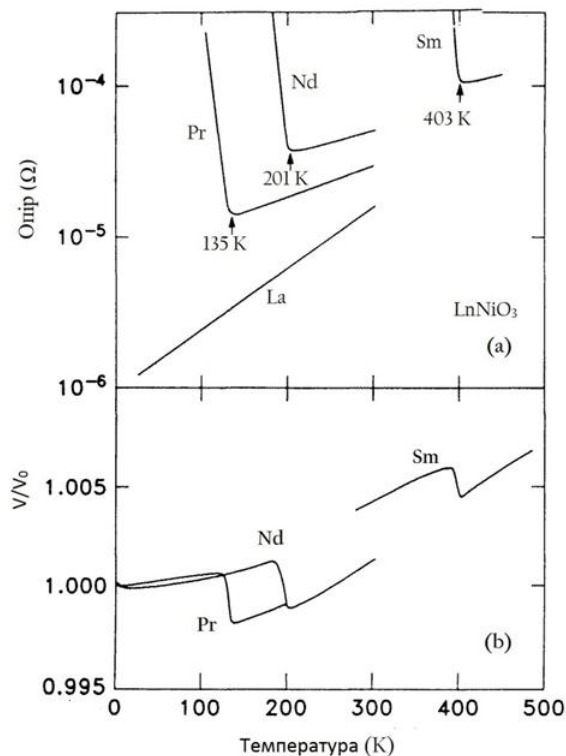 Sm
10⁻⁴
Nd
Pr
403 K
201 K
Опір (Ω)
10⁻⁵
135 K
La
LnNiO₃
(a)
10⁻⁶
Sm
V/V₀
1.005
Nd
1.000
Pr
(b)
0.995
0 100 200 300 400 500
Температура (K)